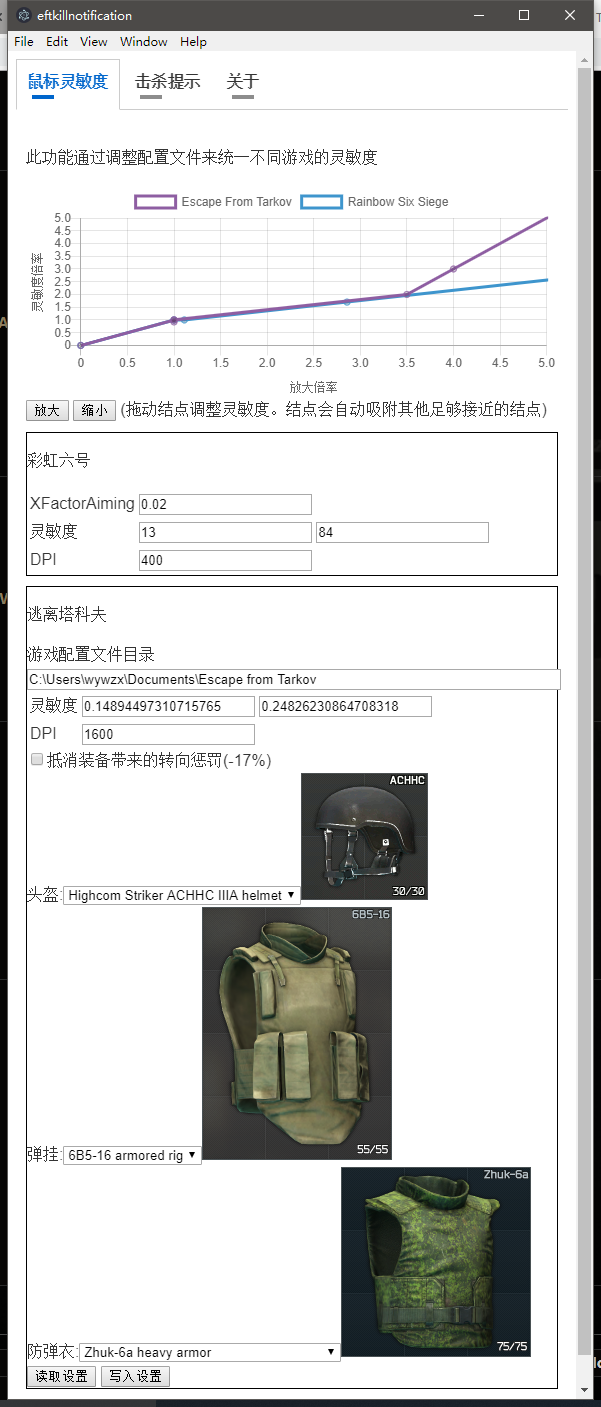 eftkillnotification
File Edit View Window Help
鼠标灵敏度 击杀提示 关于
此功能通过调整配置文件来统一不同游戏的灵敏度
Escape From Tarkov Rainbow Six Siege
5.0
4.5
4.0
3.5
3.0
2.5
2.0
1.5
1.0
0.5
0
灵敏度倍率
0 0.5 1.0 1.5 2.0 2.5 3.0 3.5 4.0 4.5 5.0
放大倍率
放大 缩小 (拖动结点调整灵敏度。结点会自动吸附其他足够接近的结点)
彩虹六号
XFactorAiming 0.02
灵敏度 13 84
DPI 400
逃离塔科夫
游戏配置文件目录
C:\Users\wywzx\Documents\Escape from Tarkov
灵敏度 0.14894497310715765 0.24826230864708318
DPI 1600
抵消装备带来的转向惩罚(-17%)
ACHHC
30/30
头盔: Highcom Striker ACHHC IIIA helmet
6B5-16
55/55
弹挂: 6B5-16 armored rig
Zhuk-6a
75/75
防弹衣: Zhuk-6a heavy armor
读取设置 写入设置